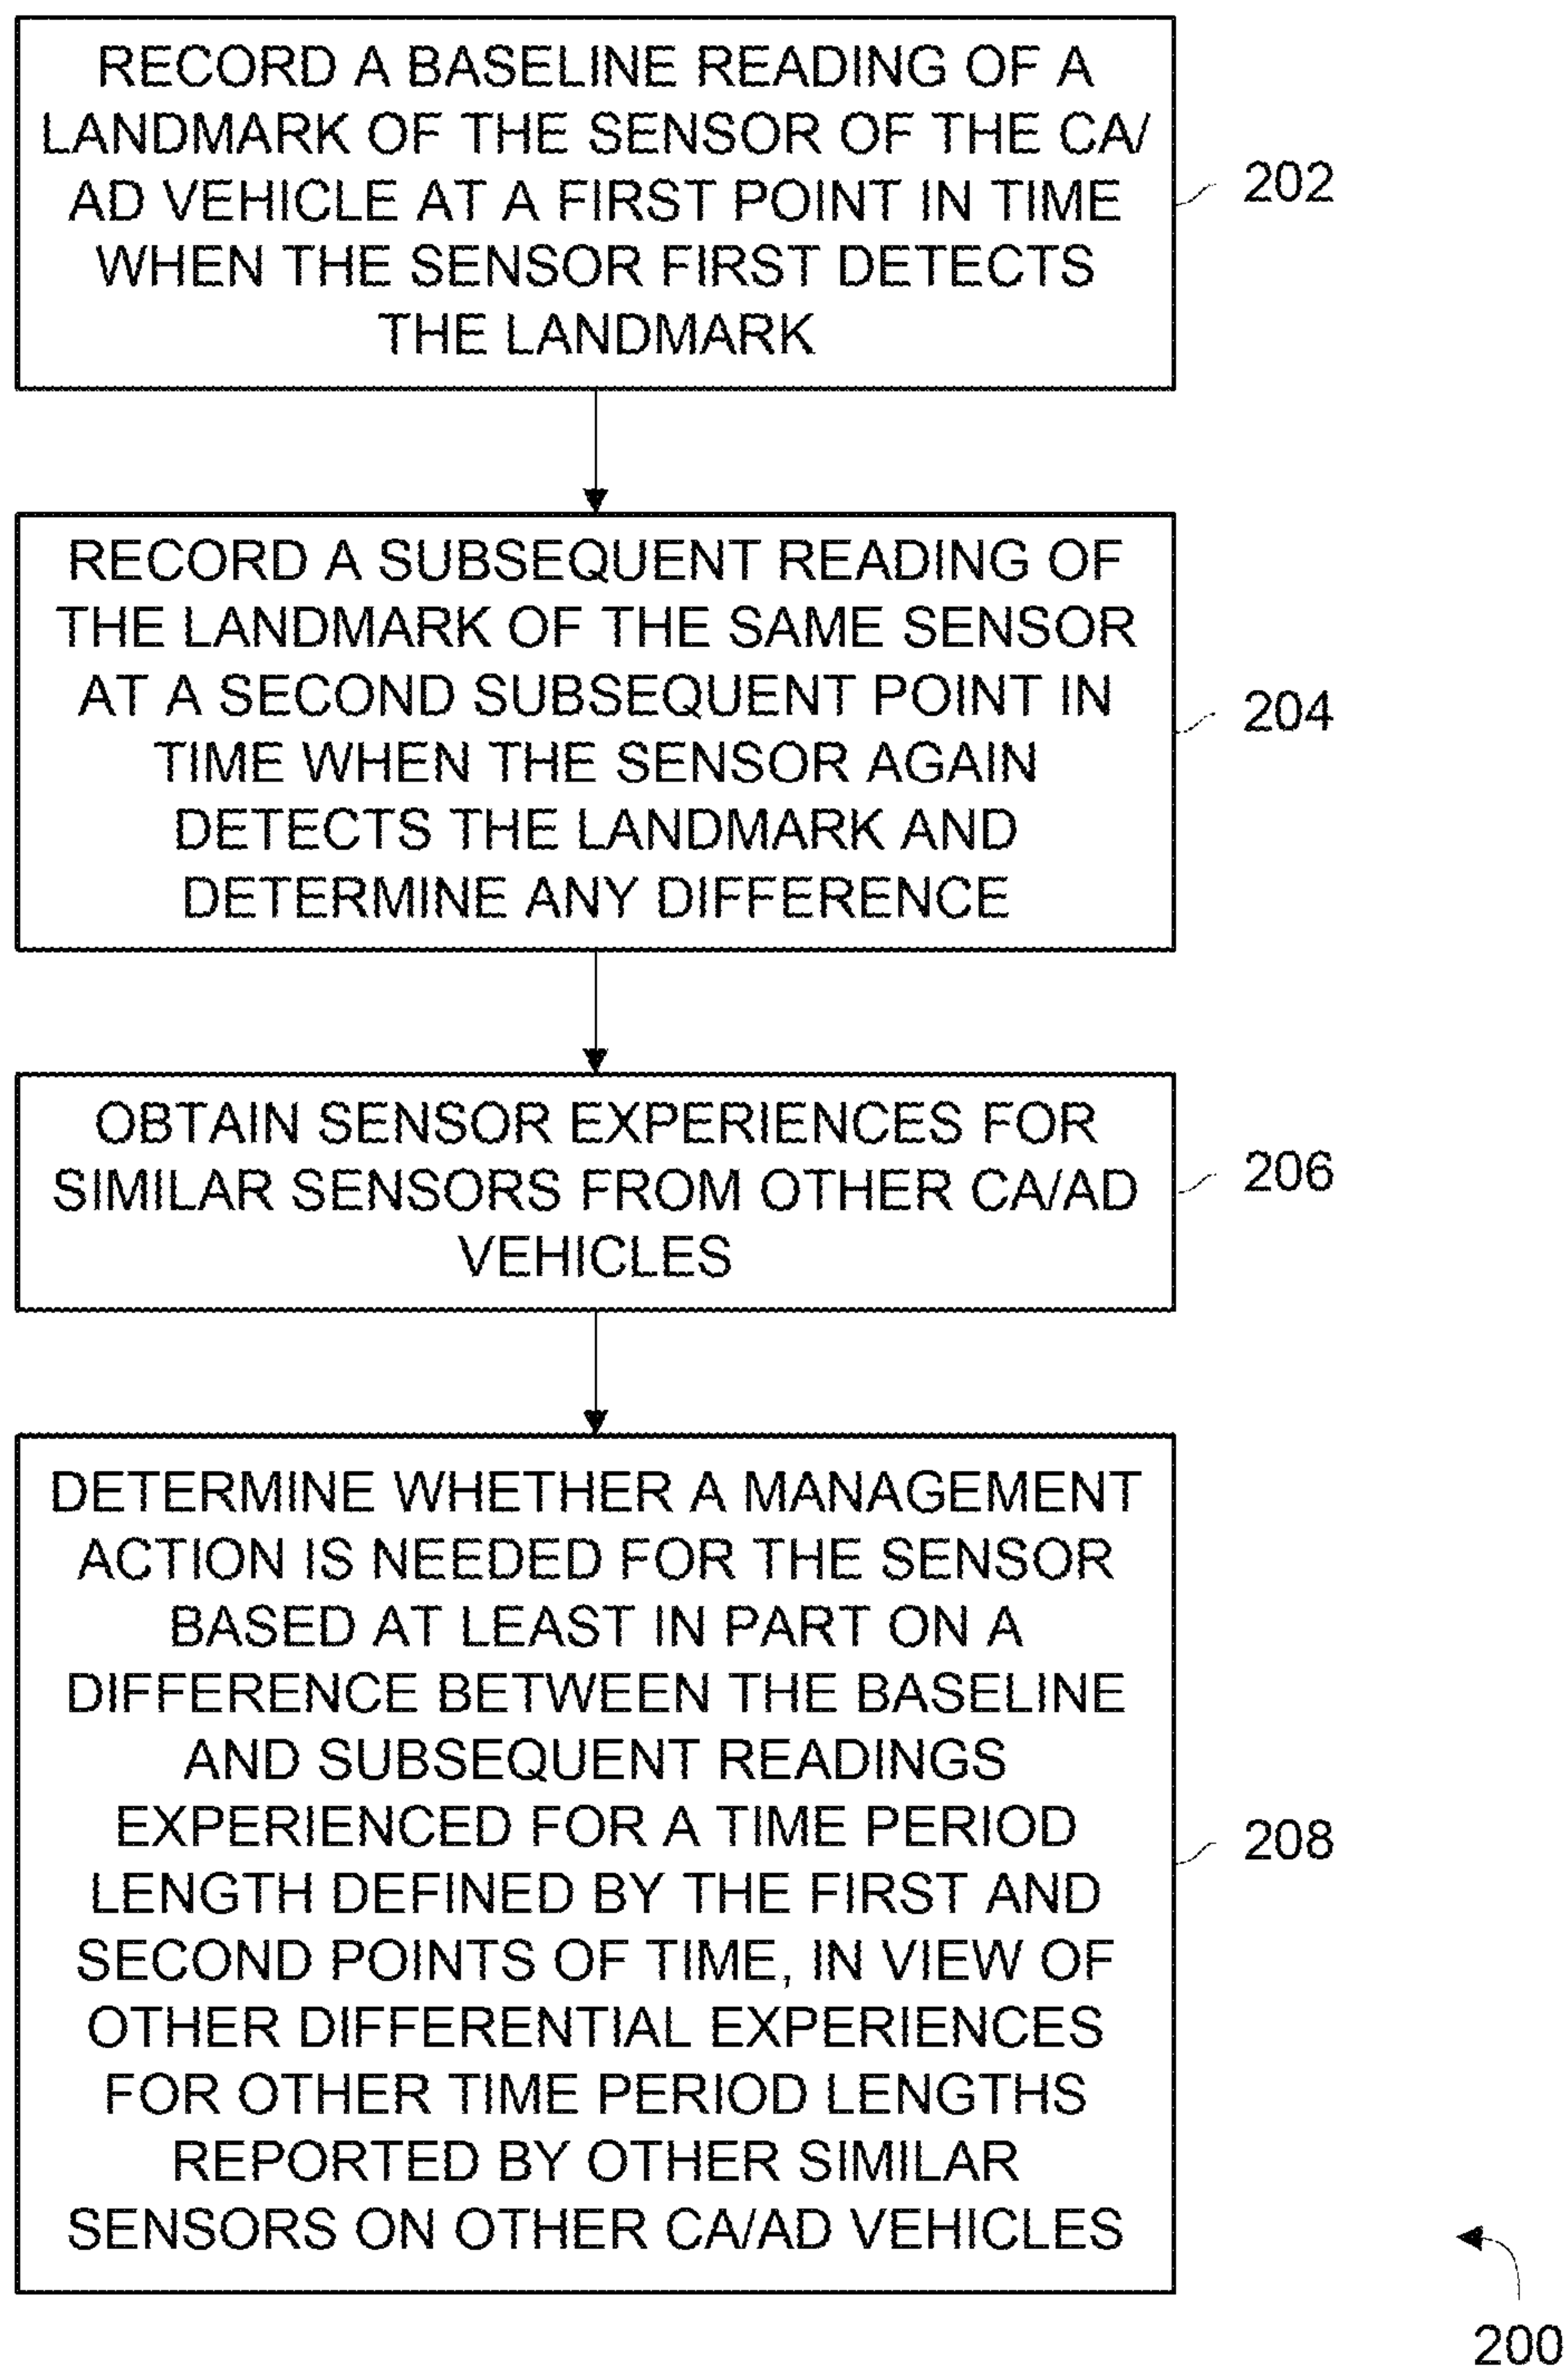 RECORD A BASELINE READING OF A
LANDMARK OF THE SENSOR OF THE CA/
AD VEHICLE AT A FIRST POINT IN TIME
WHEN THE SENSOR FIRST DETECTS
THE LANDMARK
202
RECORD A SUBSEQUENT READING OF
THE LANDMARK OF THE SAME SENSOR
AT A SECOND SUBSEQUENT POINT IN
TIME WHEN THE SENSOR AGAIN
DETECTS THE LANDMARK AND
DETERMINE ANY DIFFERENCE
204
OBTAIN SENSOR EXPERIENCES FOR
SIMILAR SENSORS FROM OTHER CA/AD
VEHICLES
206
DETERMINE WHETHER A MANAGEMENT
ACTION IS NEEDED FOR THE SENSOR
BASED AT LEAST IN PART ON A
DIFFERENCE BETWEEN THE BASELINE
AND SUBSEQUENT READINGS
EXPERIENCED FOR A TIME PERIOD
LENGTH DEFINED BY THE FIRST AND
SECOND POINTS OF TIME, IN VIEW OF
OTHER DIFFERENTIAL EXPERIENCES
FOR OTHER TIME PERIOD LENGTHS
REPORTED BY OTHER SIMILAR
SENSORS ON OTHER CA/AD VEHICLES
208
200